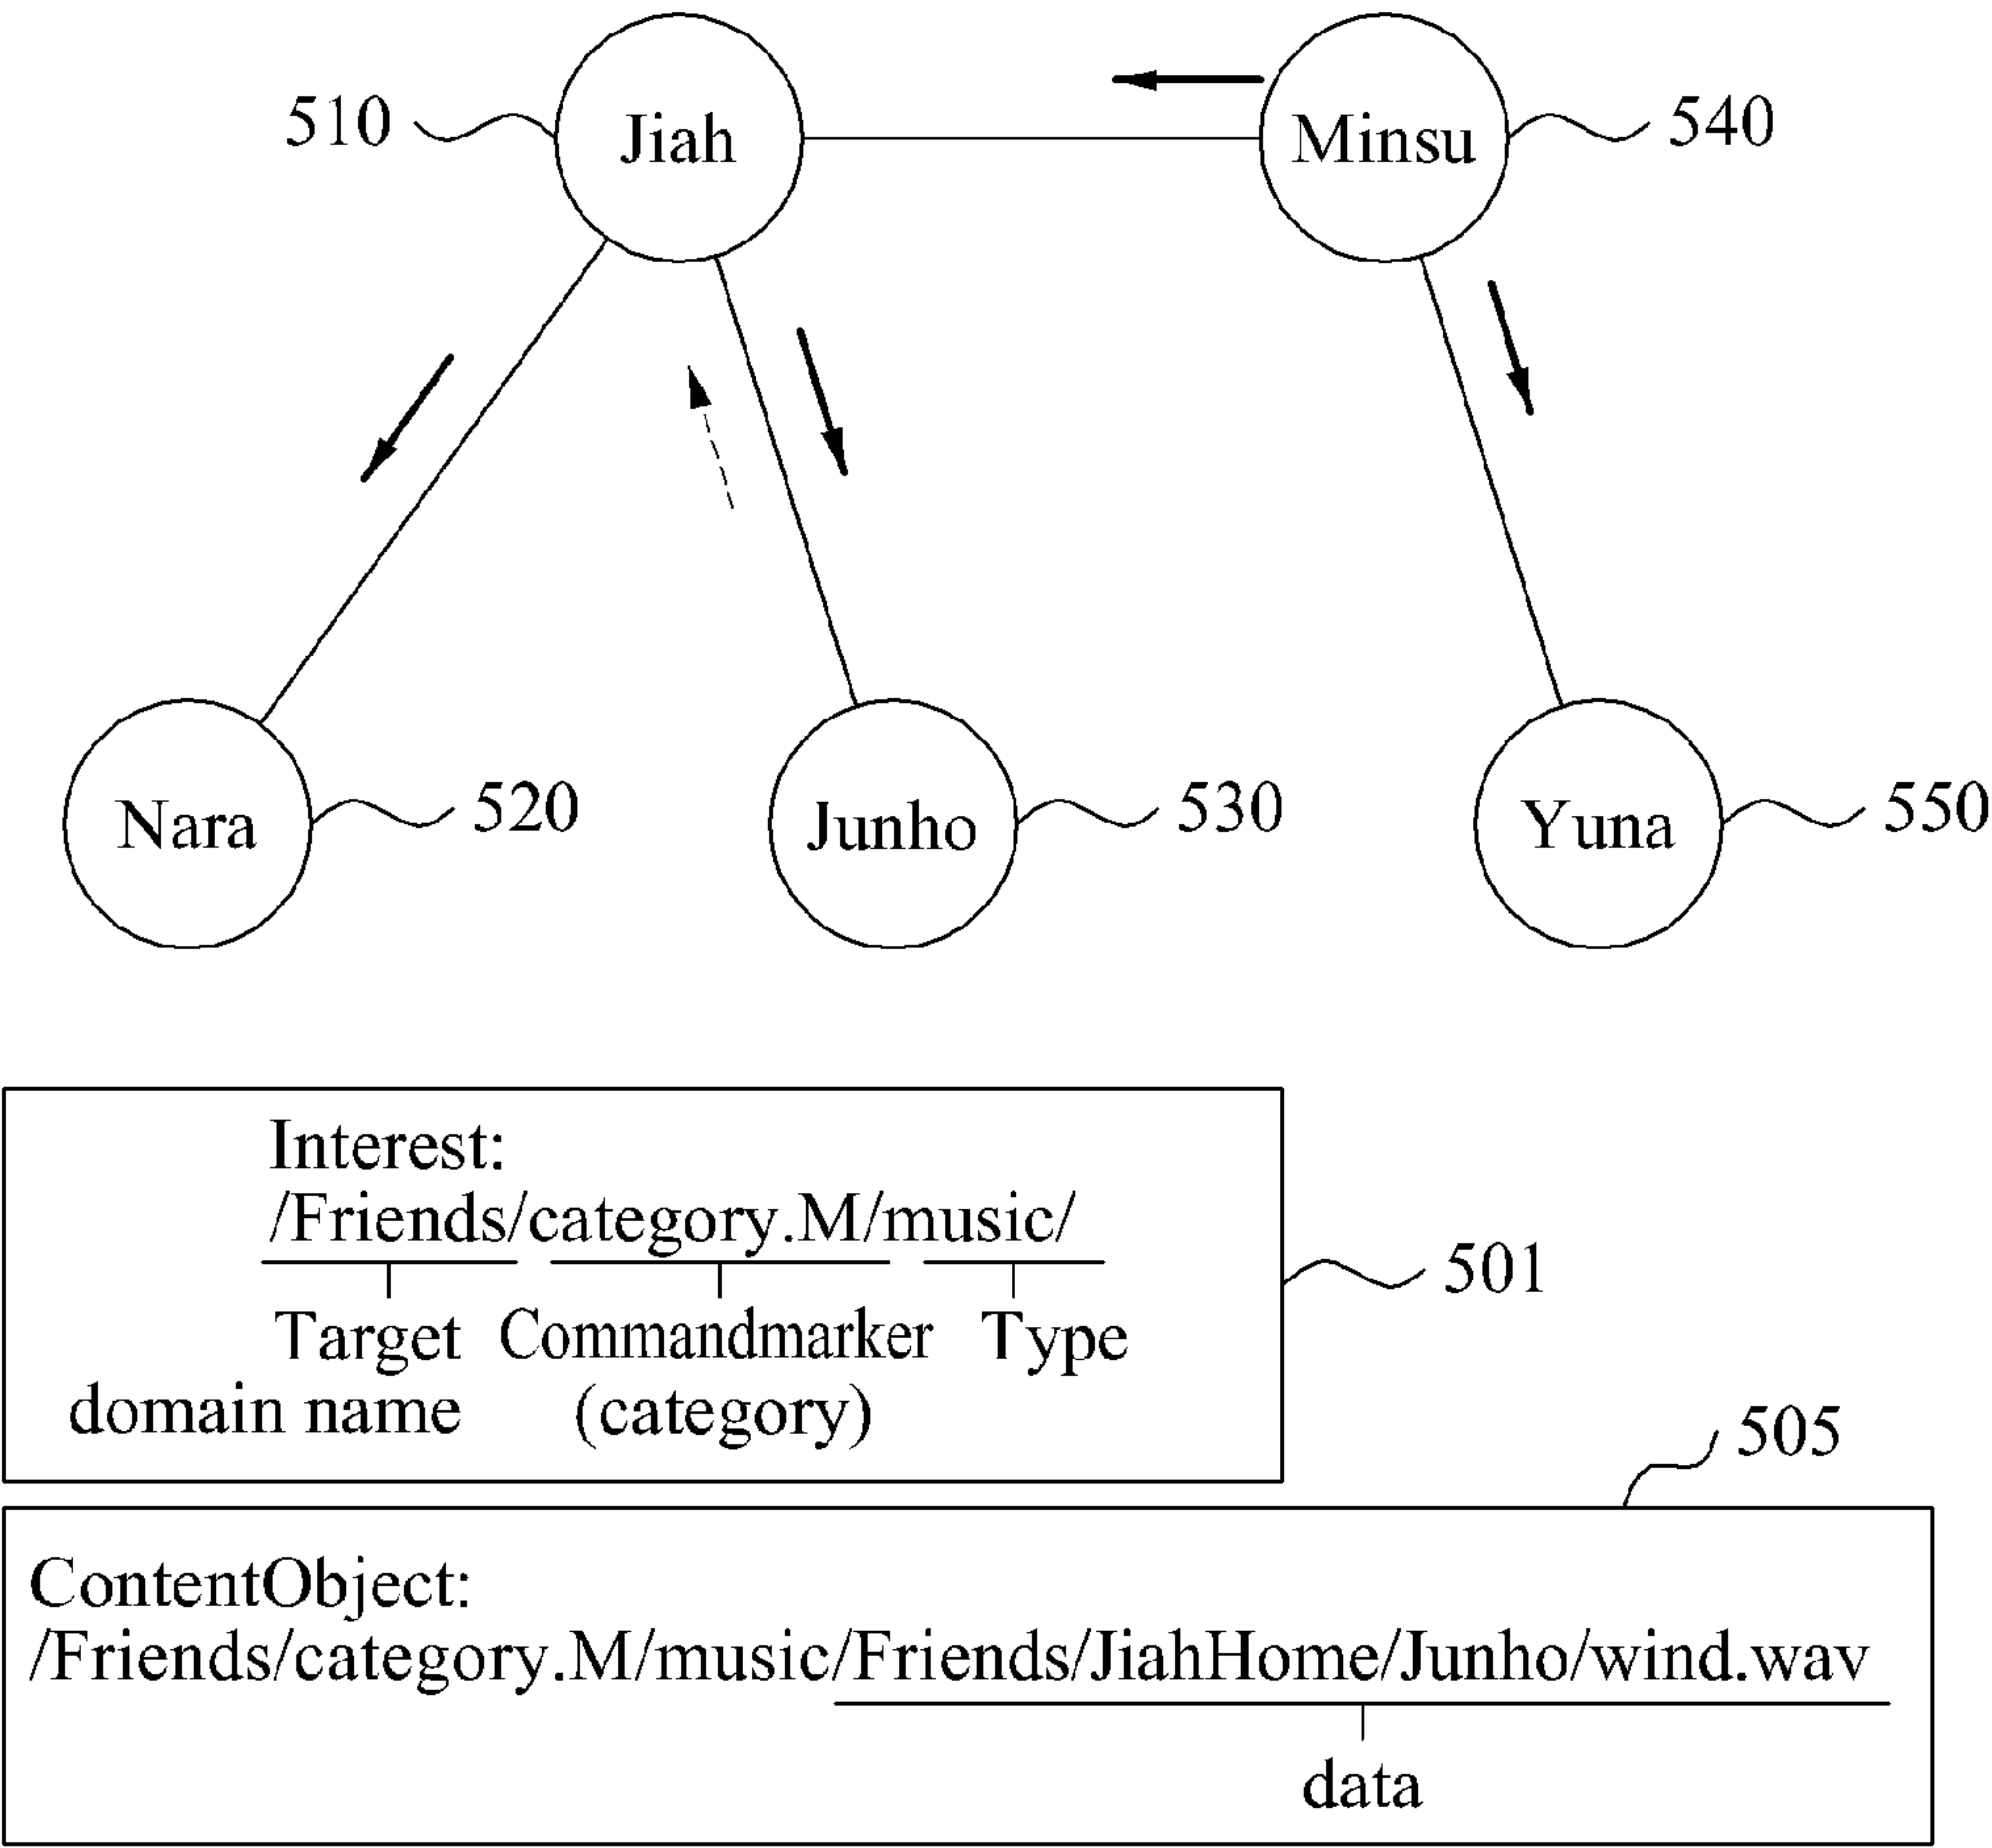 510
Jiah
Minsu
540
Nara
520
Junho
530
Yuna
550
Interest:
/Friends/category.M/music/
Target Commandmarker Type
domain name (category)
501
505
ContentObject:
/Friends/category.M/music/Friends/JiahHome/Junho/wind.wav
data